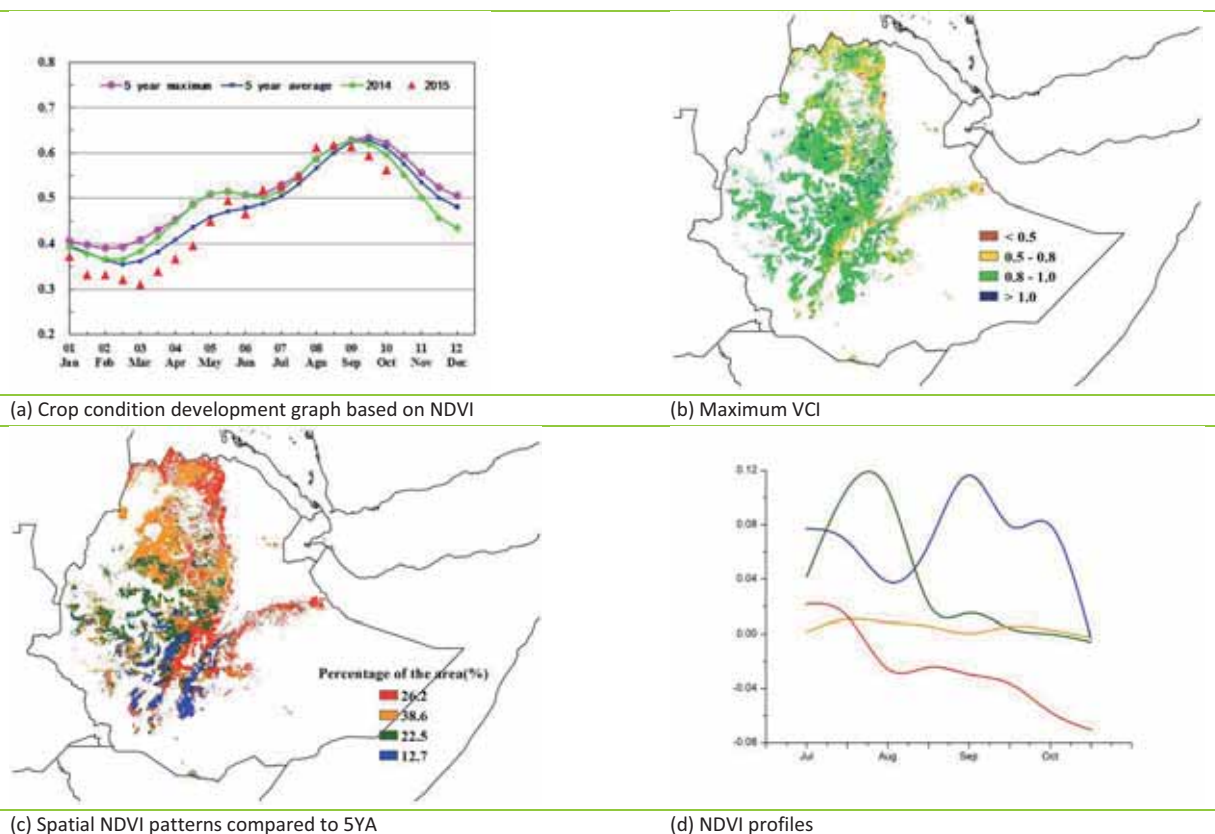 0.8
5 year maximum 5 year average 2014 2015
0.7
0.6
0.5
0.4
0.3
0.2
01 02 03 04 05 06 07 08 09 10 11 12
Jan Feb Mar Apr May Jun Jul Agu Sep Oct Nov Dec
< 0.5
0.5 - 0.8
0.8 - 1.0
> 1.0
(a) Crop condition development graph based on NDVI
(b) Maximum VCI
Percentage of the area(%)
26.2
38.6
22.5
12.7
0.12
0.08
0.04
0.00
-0.04
-0.08
Jul Aug Sep Oct
(c) Spatial NDVI patterns compared to 5YA
(d) NDVI profiles